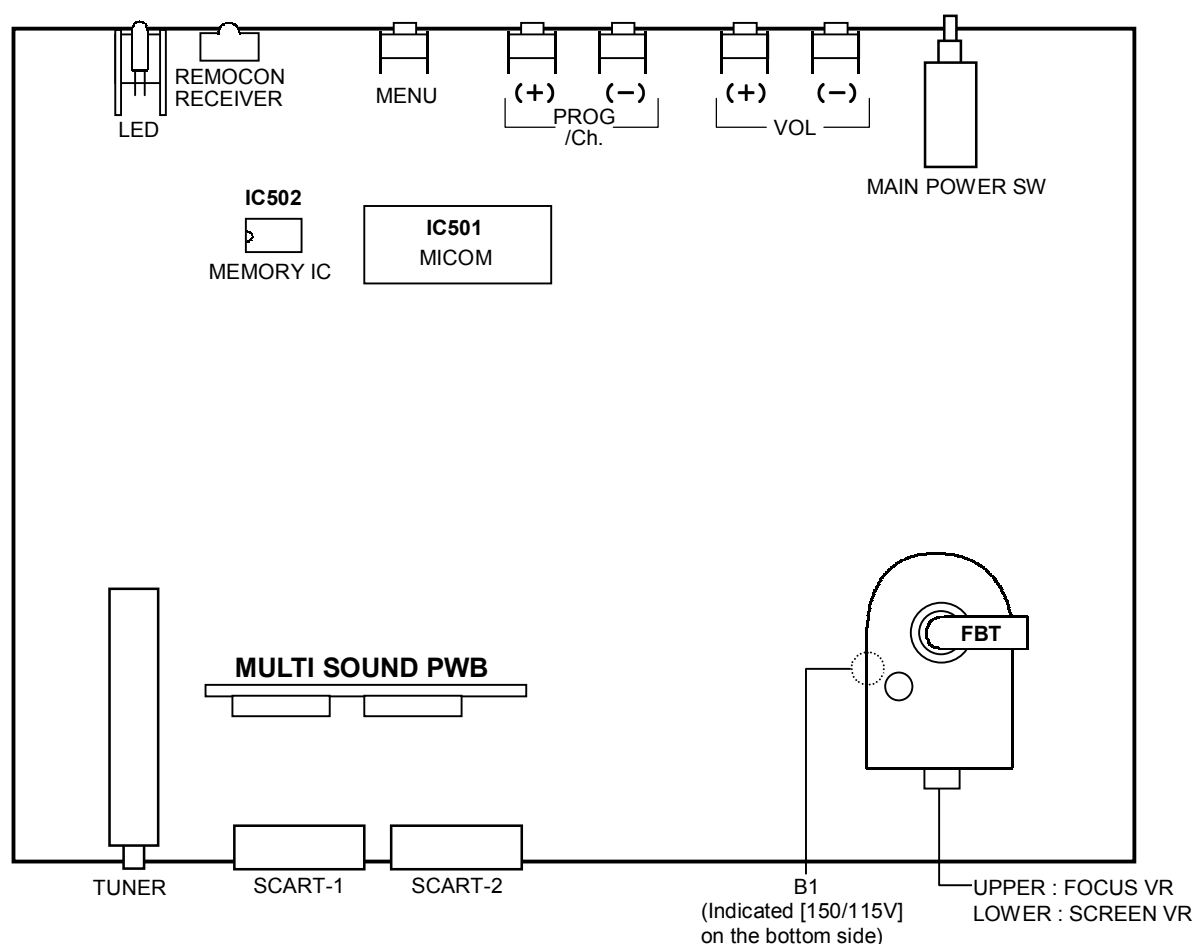 REMOCON
RECEIVER
LED
MENU
(+)
(−)
PROG
/Ch.
(+)
(−)
VOL
MAIN POWER SW
IC502
MEMORY IC
IC501
MICOM
FBT
MULTI SOUND PWB
TUNER
SCART-1
SCART-2
B1
(Indicated [150/115V]
on the bottom side)
UPPER : FOCUS VR
LOWER : SCREEN VR